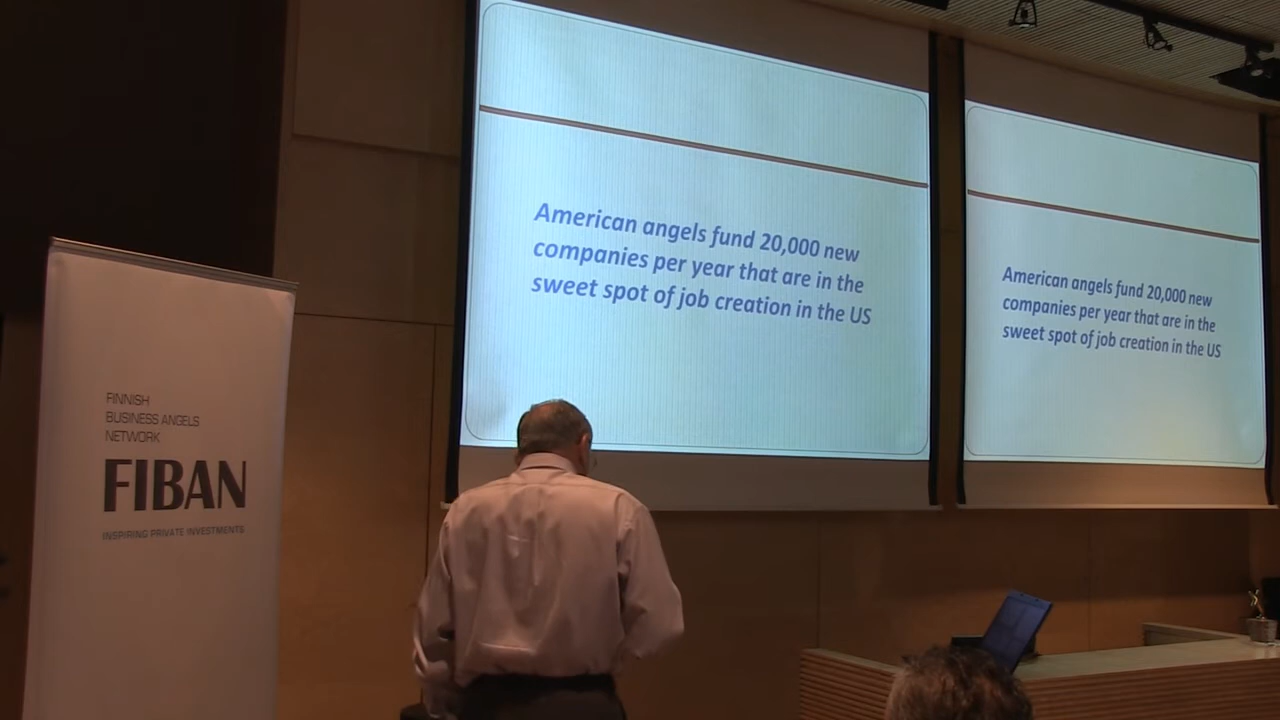 FINNISH
BUSINESS ANGELS
NETWORK
FIBAN
INSPIRING PRIVATE INVESTMENTS
American angels fund 20,000 new
companies per year that are in the
sweet spot of job creation in the US
American angels fund 20,000 new
companies per year that are in the
sweet spot of job creation in the US